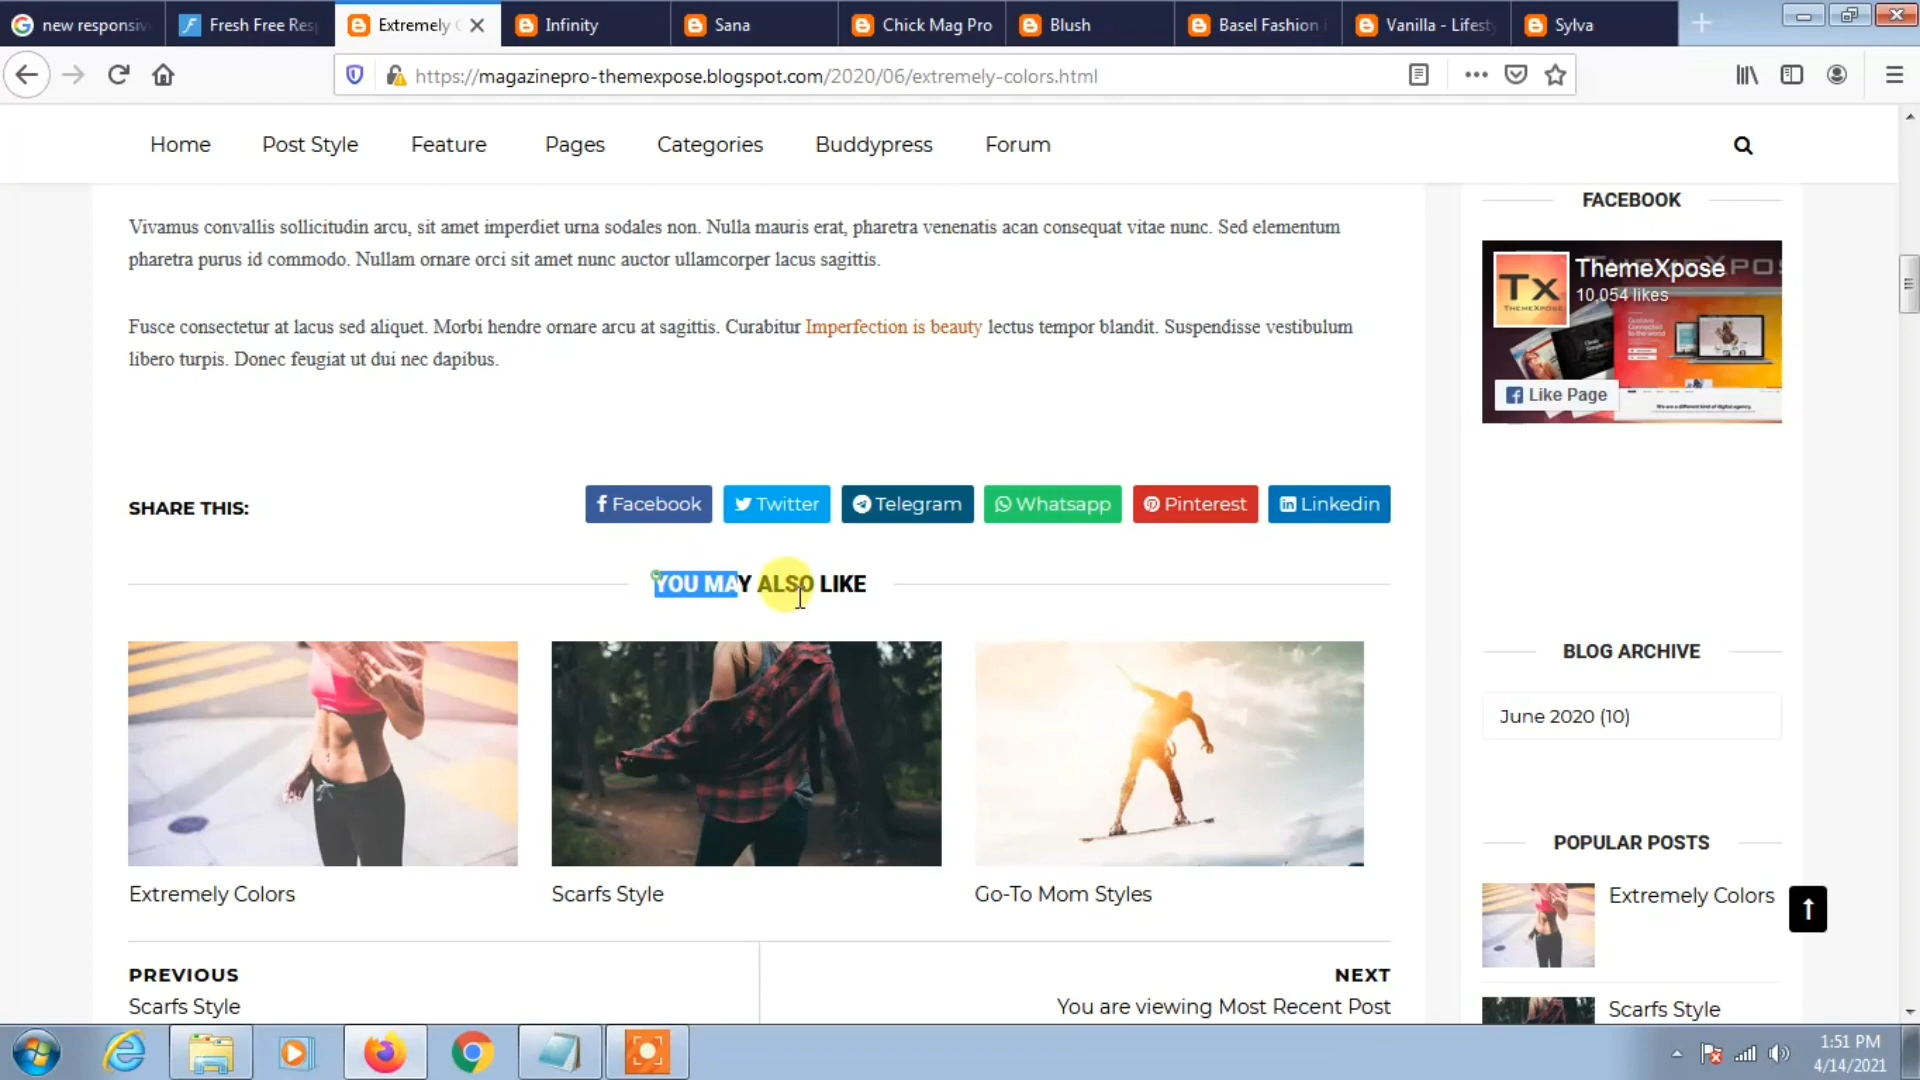 new responsiv
Fresh Free Res
Extremely C
Infinity
Sana
Chick Mag Pro
Blush
Basel Fashion
Vanilla - Lifest
Sylva
https://magazinepro-themexpose.blogspot.com/2020/06/extremely-colors.html
Home
Post Style
Feature
Pages
Categories
Buddypress
Forum
Vivamus convallis sollicitudin arcu, sit amet imperdiet urna sodales non. Nulla mauris erat, pharetra venenatis acan consequat vitae nunc. Sed elementum
pharetra purus id commodo. Nullam ornare orci sit amet nunc auctor ullamcorper lacus sagittis.
Fusce consectetur at lacus sed aliquet. Morbi hendre ornare arcu at sagittis. Curabitur Imperfection is beauty lectus tempor blandit. Suspendisse vestibulum
libero turpis. Donec feugiat ut dui nec dapibus.
SHARE THIS:
Facebook
Twitter
Telegram
Whatsapp
Pinterest
Linkedin
YOU MAY ALSO LIKE
Extremely Colors
Scarfs Style
Go-To Mom Styles
PREVIOUS
Scarfs Style
NEXT
You are viewing Most Recent Post
FACEBOOK
Tx
THEMEXPOSE
ThemeXpose
10,054 likes
Like Page
We are a different kind of digital agency.
BLOG ARCHIVE
June 2020 (10)
POPULAR POSTS
Extremely Colors
Scarfs Style
1:51 PM
4/14/2021